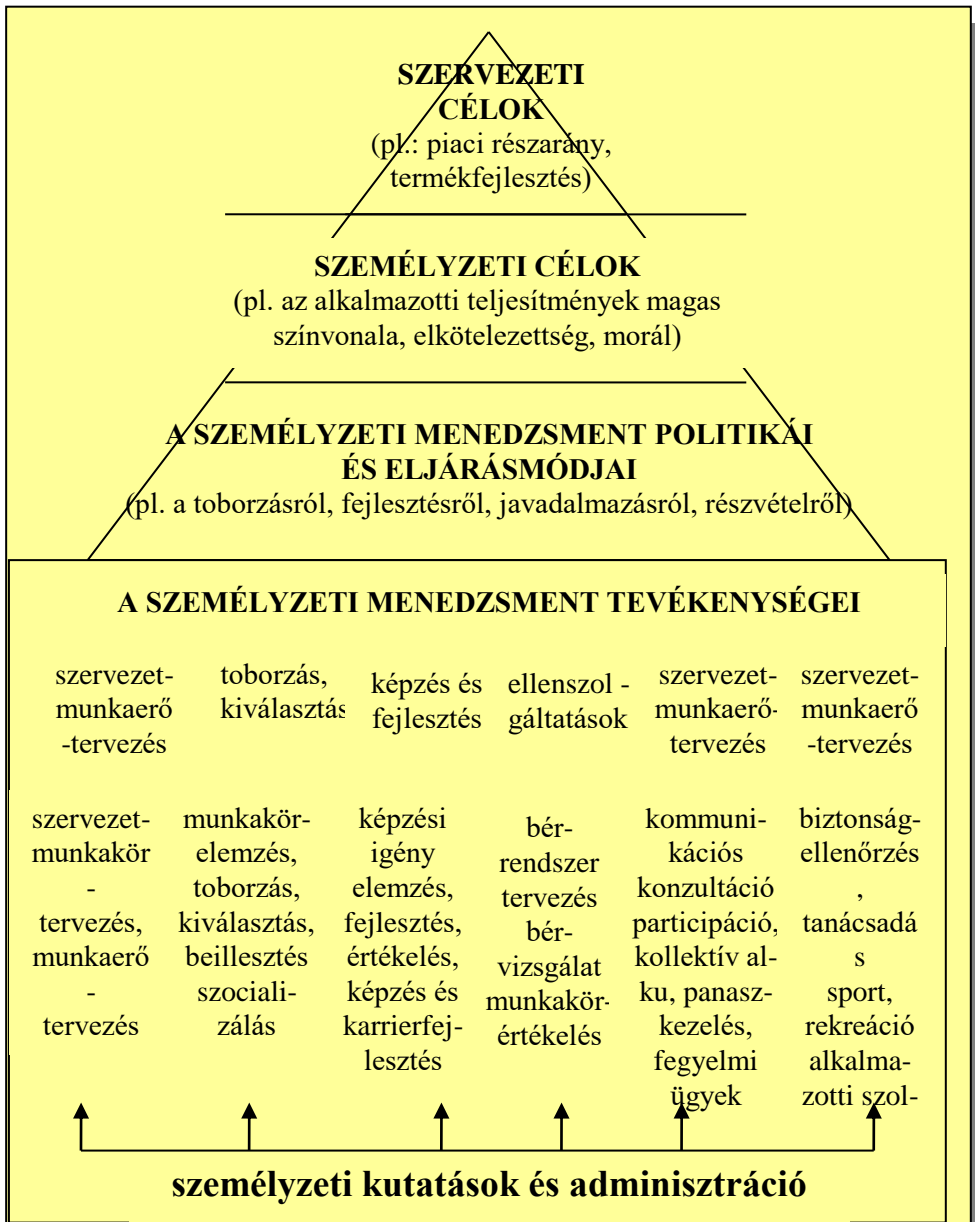 SZERVEZETI
CÉLOK
(pl.: piaci részarány,
termékfejlesztés)
SZEMÉLYZETI CÉLOK
(pl. az alkalmazotti teljesítmények magas
színvonala, elkötelezettség, morál)
A SZEMÉLYZETI MENEDZSMENT POLITIKÁI
ÉS ELJÁRÁSMÓDJAI
(pl. a toborzásról, fejlesztésről, javadalmazásról, részvételről)
A SZEMÉLYZETI MENEDZSMENT TEVÉKENYSÉGEI
szervezet-
munkaerő
-tervezés
toborzás,
kiválasztás
képzés és
fejlesztés
ellenszol -
gáltatások
szervezet-
munkaerő-
tervezés
szervezet-
munkaerő
-tervezés
szervezet-
munkakör
-
tervezés,
munkaerő
-
tervezés
munkakör-
elemzés,
toborzás,
kiválasztás,
beillesztés
szociali-
zálás
képzési
igény
elemzés,
fejlesztés,
értékelés,
képzés és
karrierfej-
lesztés
bér-
rendszer
tervezés
bér-
vizsgálat
munkakör-
értékelés
kommuni-
kációs
konzultáció
participáció,
kollektív al-
ku, panasz-
kezelés,
fegyelmi
ügyek
biztonság-
ellenőrzés
,
tanácsadá
s
sport,
rekreáció
alkalma-
zotti szol-
személyzeti kutatások és adminisztráció